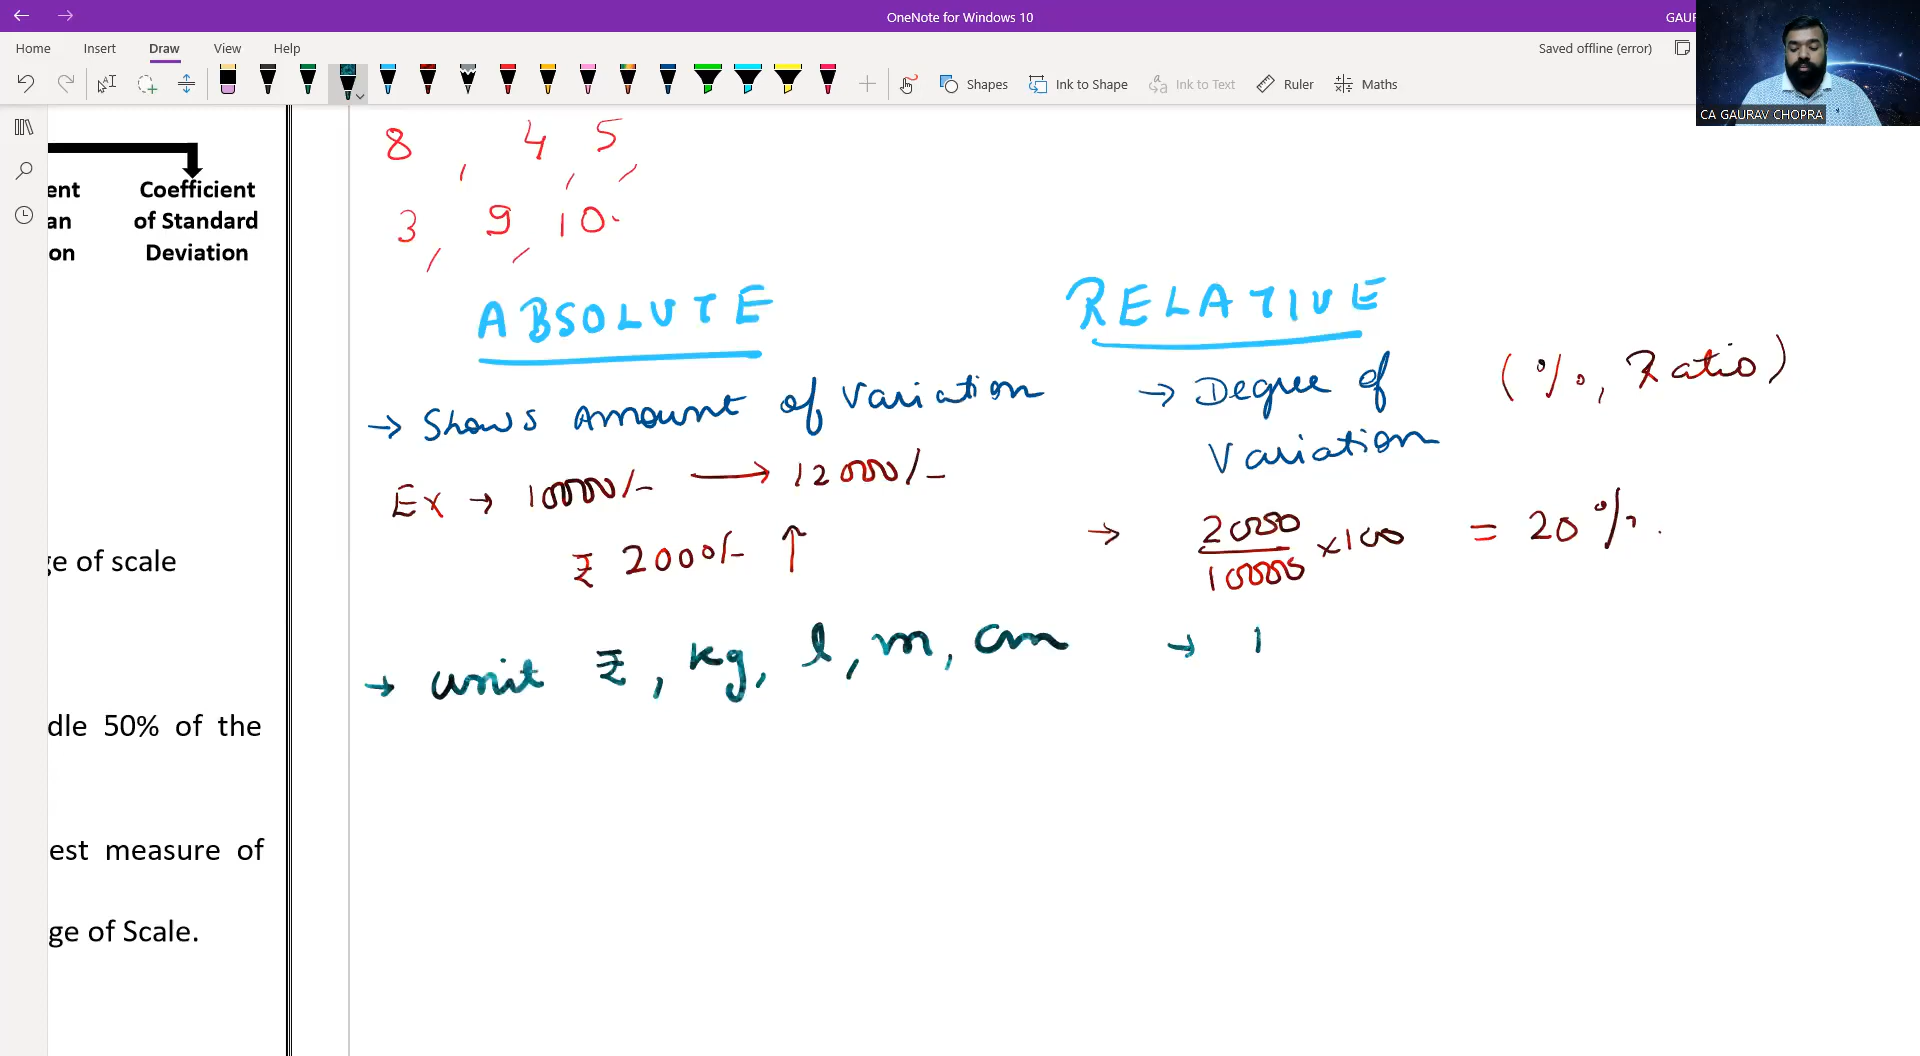 OneNote for Windows 10
GAUR
Home Insert Draw View Help
Saved offline (error)
Shapes Ink to Shape Ink to Text Ruler Maths
CA GAURAV CHOPRA
ent
an
on
Coefficient
of Standard
Deviation
ge of scale
dle 50% of the
est measure of
ge of Scale.
8, 4, 5,
3, 9, 10.
ABSOLUTE
→ Shows Amount of Variation
Ex → 10000/- → 12000/-
₹ 2000/- ↑
→ unit ₹, kg, l, m, cm
RELATIVE
→ Degree of (%, Ratio)
Variation
→ 2000/10000 ×100 = 20%.
→ 1